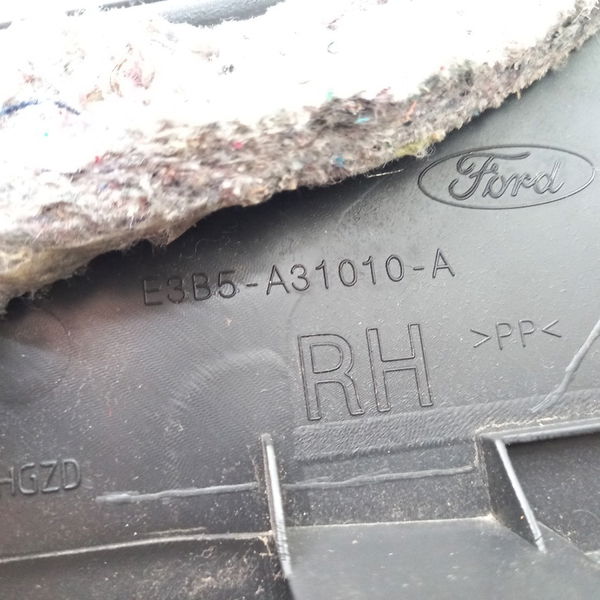 Ford
E3B5-A31010-A
RH
>PP<
HGZD